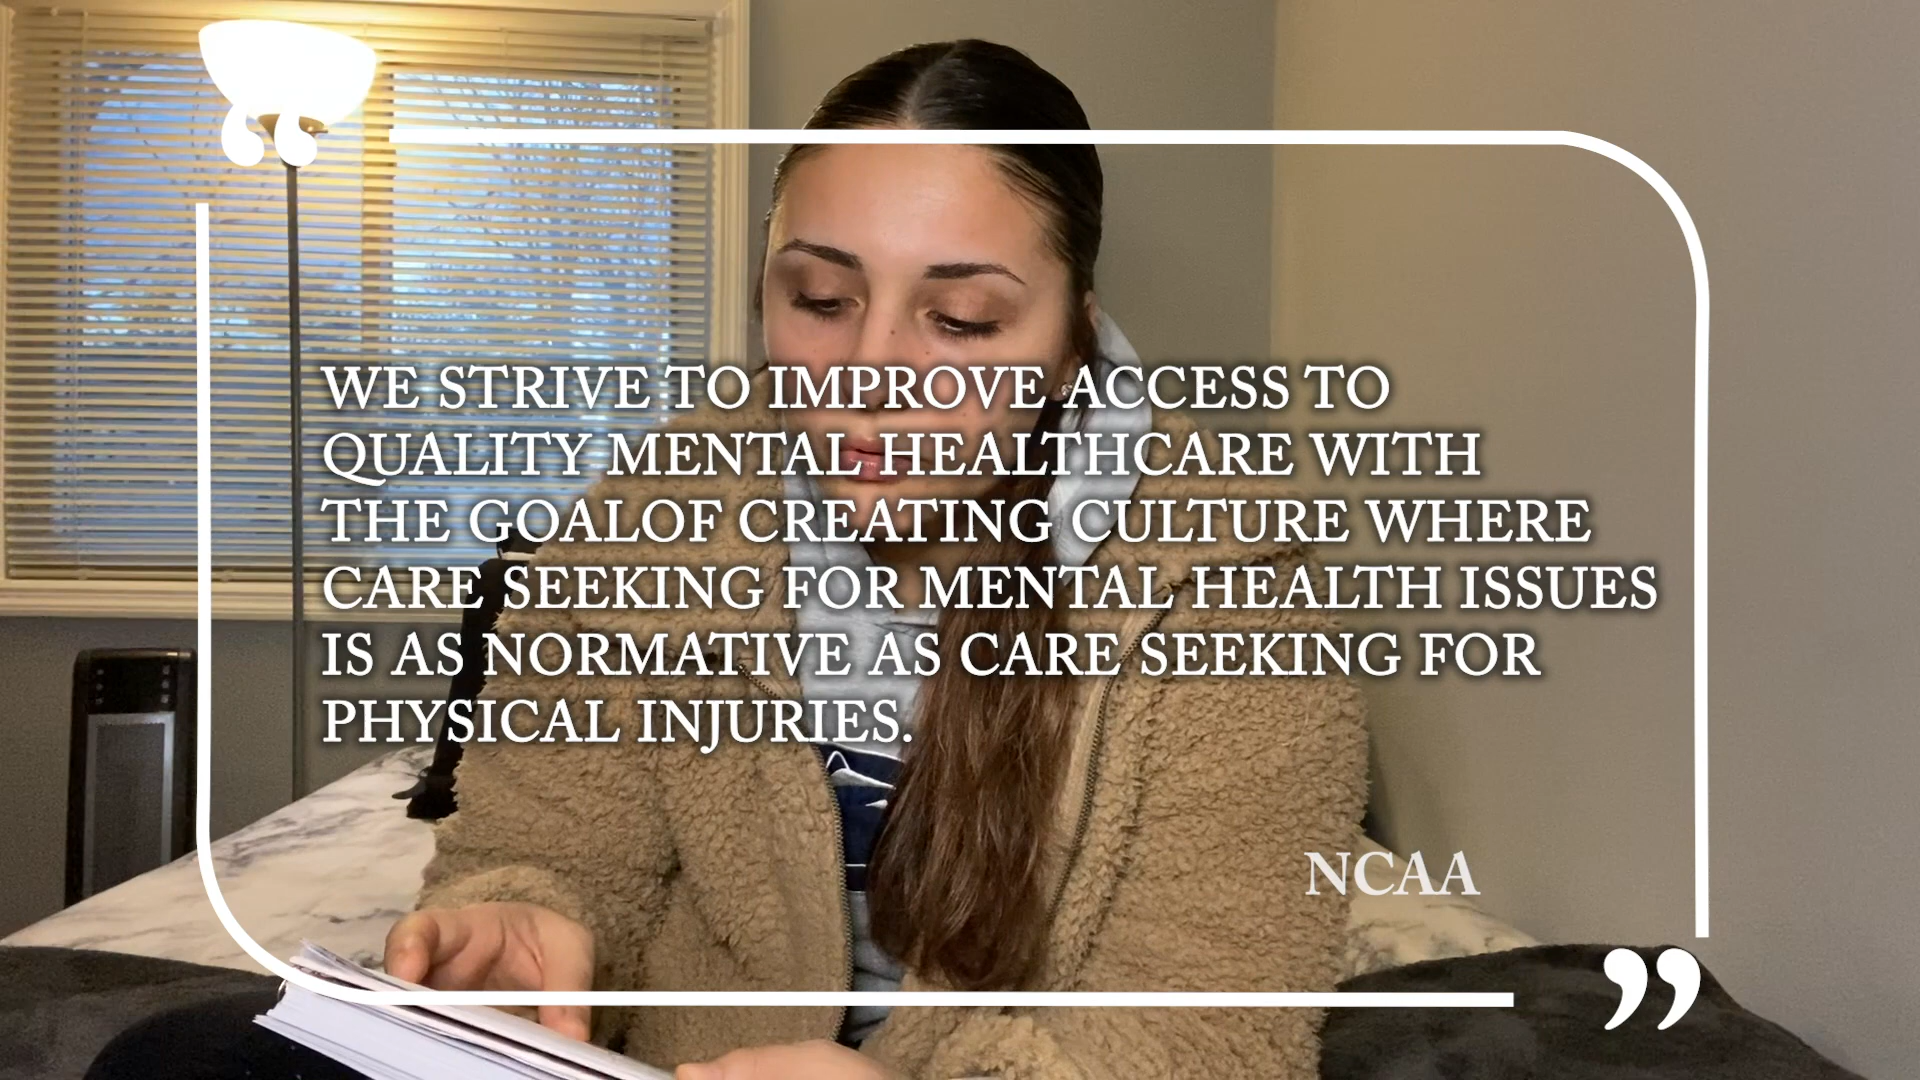 WE STRIVE TO IMPROVE ACCESS TO
QUALITY MENTAL HEALTHCARE WITH
THE GOALOF CREATING CULTURE WHERE
CARE SEEKING FOR MENTAL HEALTH ISSUES
IS AS NORMATIVE AS CARE SEEKING FOR
PHYSICAL INJURIES.
NCAA